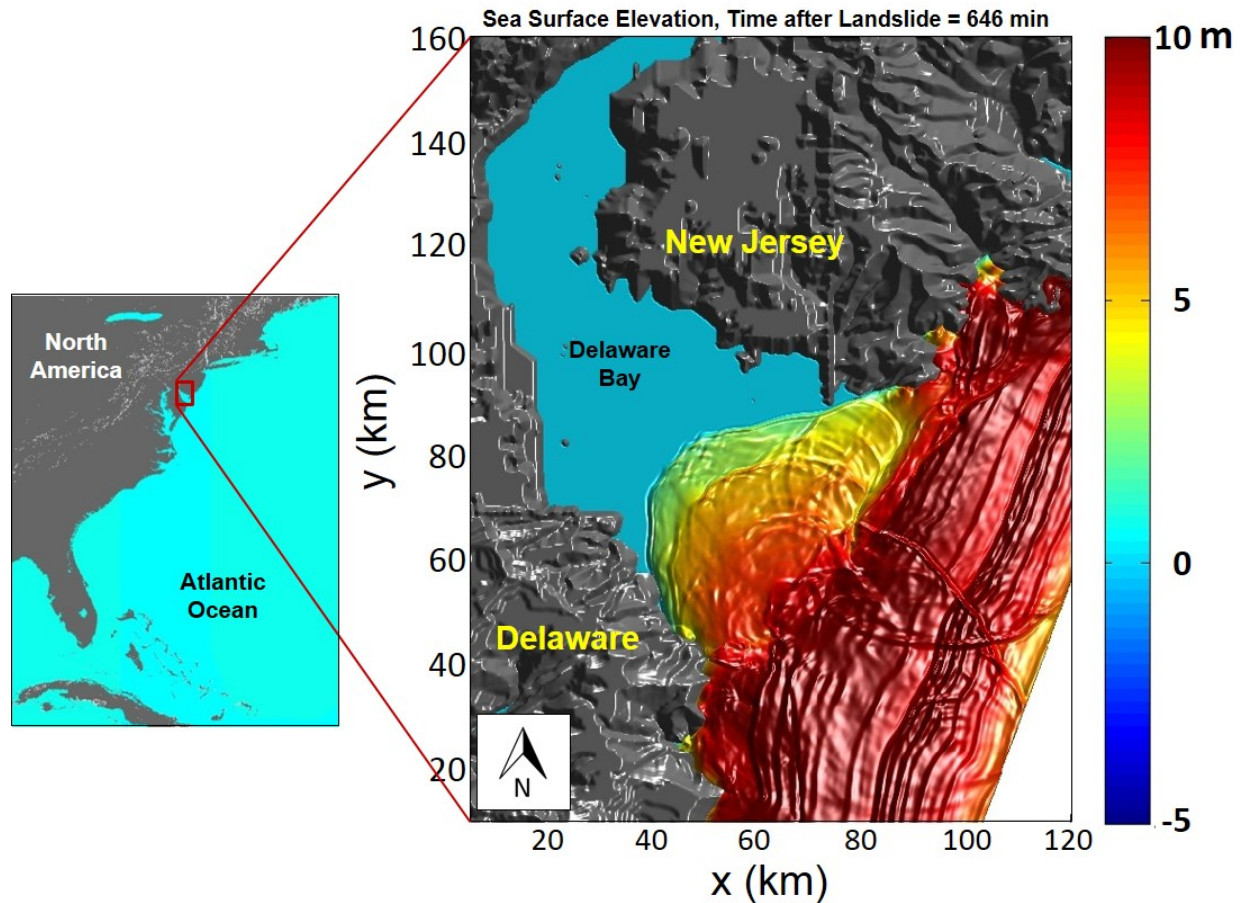 Sea Surface Elevation, Time after Landslide = 646 min
160
140
120
100
80
60
40
20
y (km)
20
40
60
80
100
120
x (km)
10 m
5
0
-5
New Jersey
Delaware
Bay
Delaware
N
North
America
Atlantic
Ocean